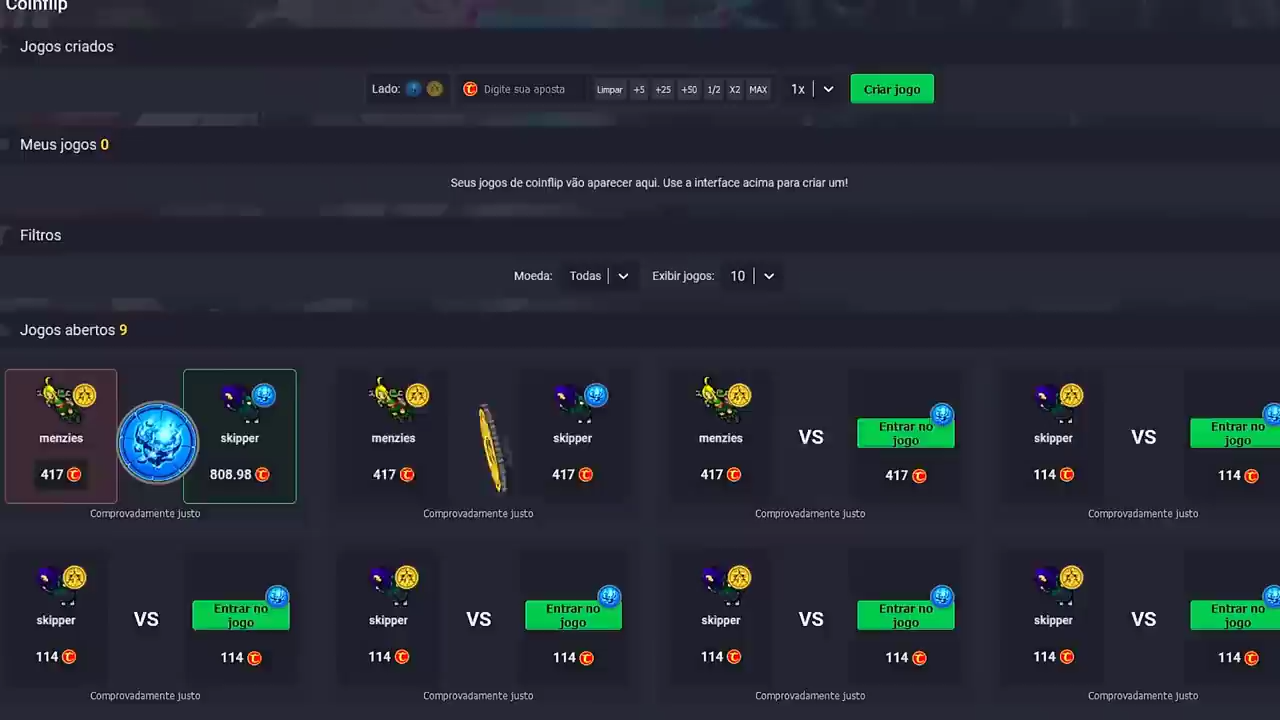 Coinflip
Jogos criados
Lado: Digite sua aposta Limpar +5 +25 +50 1/2 X2 MAX 1x Criar jogo
Meus jogos 0
Seus jogos de coinflip vão aparecer aqui. Use a interface acima para criar um!
Filtros
Moeda: Todas Exibir jogos: 10
Jogos abertos 9
menzies skipper
417 808.98
Comprovadamente justo
menzies skipper
417 417
Comprovadamente justo
menzies VS Entrar no
jogo
417 417
Comprovadamente justo
skipper VS Entrar no
jogo
114 114
Comprovadamente justo
skipper VS Entrar no
jogo
114 114
Comprovadamente justo
skipper VS Entrar no
jogo
114 114
Comprovadamente justo
skipper VS Entrar no
jogo
114 114
Comprovadamente justo
skipper VS Entrar no
jogo
114 114
Comprovadamente justo